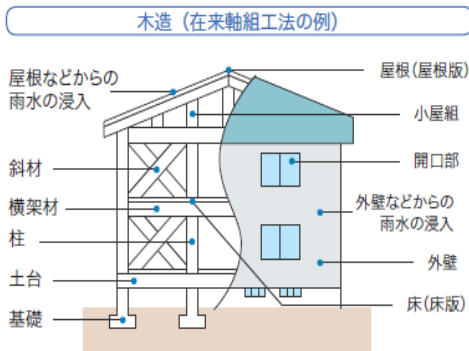 木造（在来軸組工法の例）
屋根などからの
雨水の浸入
斜材
横架材
柱
土台
基礎
屋根（屋根版）
小屋組
開口部
外壁などからの
雨水の浸入
外壁
床（床版）